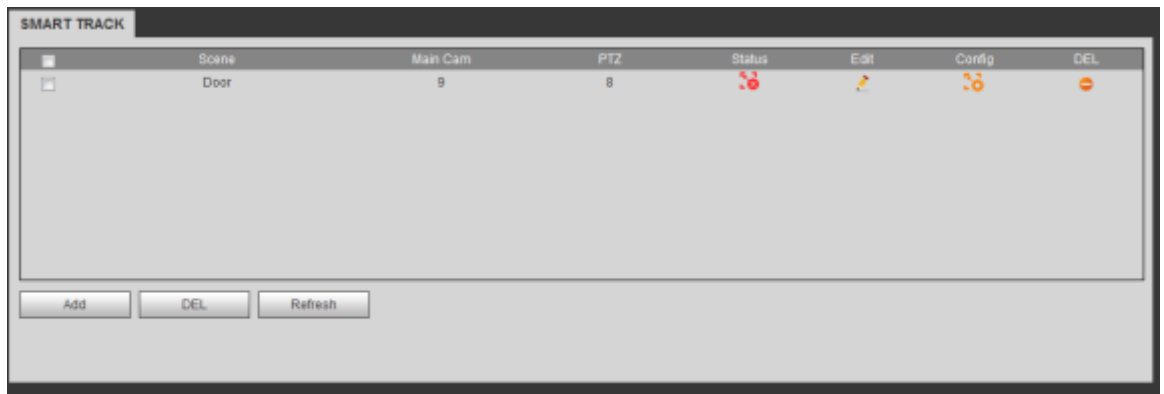 SMART TRACK
Scene Main Cam PTZ Status Edit Config DEL
Door 9 8
Add DEL Refresh